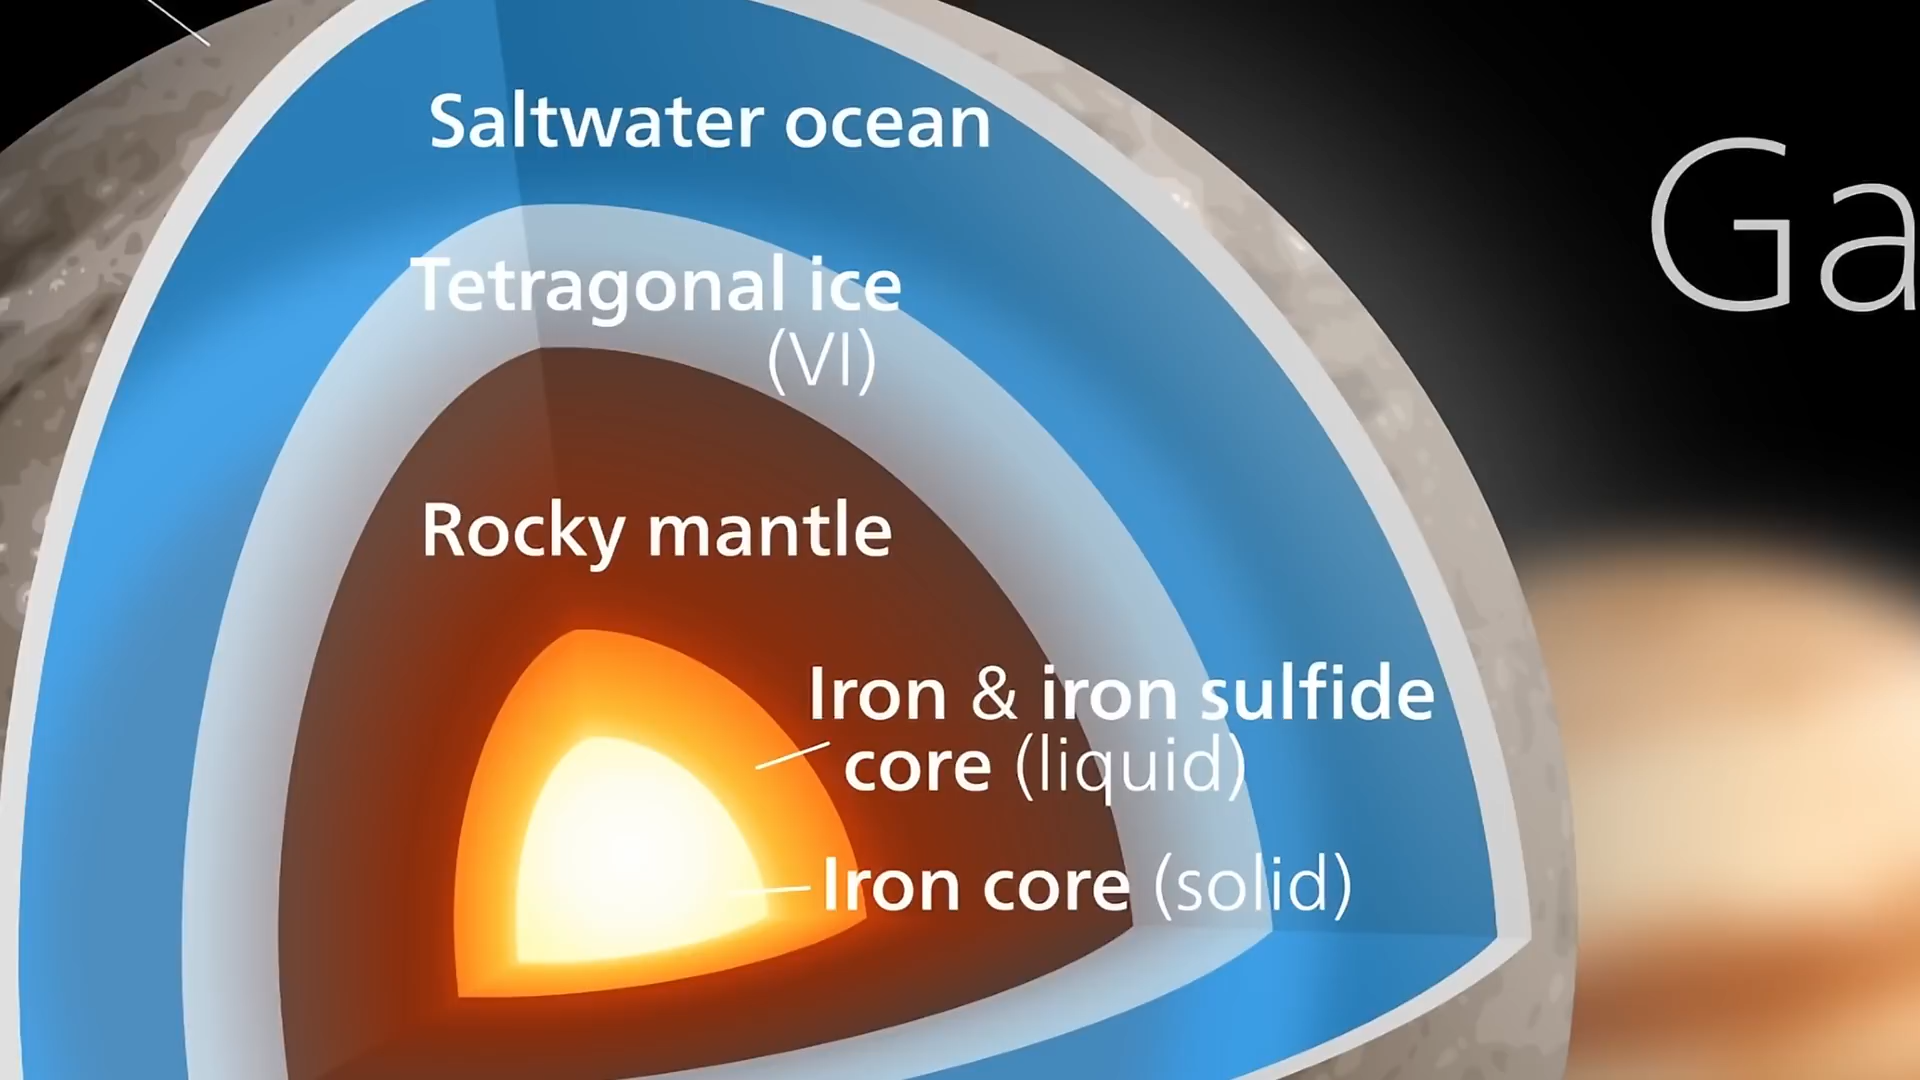 Saltwater ocean
Ga
Tetragonal ice
(VI)
Rocky mantle
Iron & iron sulfide
core (liquid)
Iron core (solid)